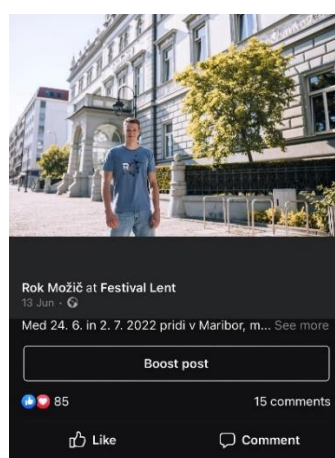 Rok Možič at Festival Lent
13 Jun ·
Med 24. 6. in 2. 7. 2022 pridi v Maribor, m... See more
Boost post
85 15 comments
Like Comment